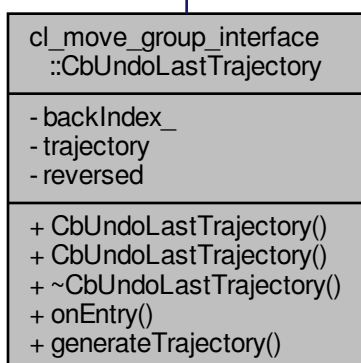 cl_move_group_interface
::CbUndoLastTrajectory
- backIndex_
- trajectory
- reversed
+ CbUndoLastTrajectory()
+ CbUndoLastTrajectory()
+ ~CbUndoLastTrajectory()
+ onEntry()
+ generateTrajectory()